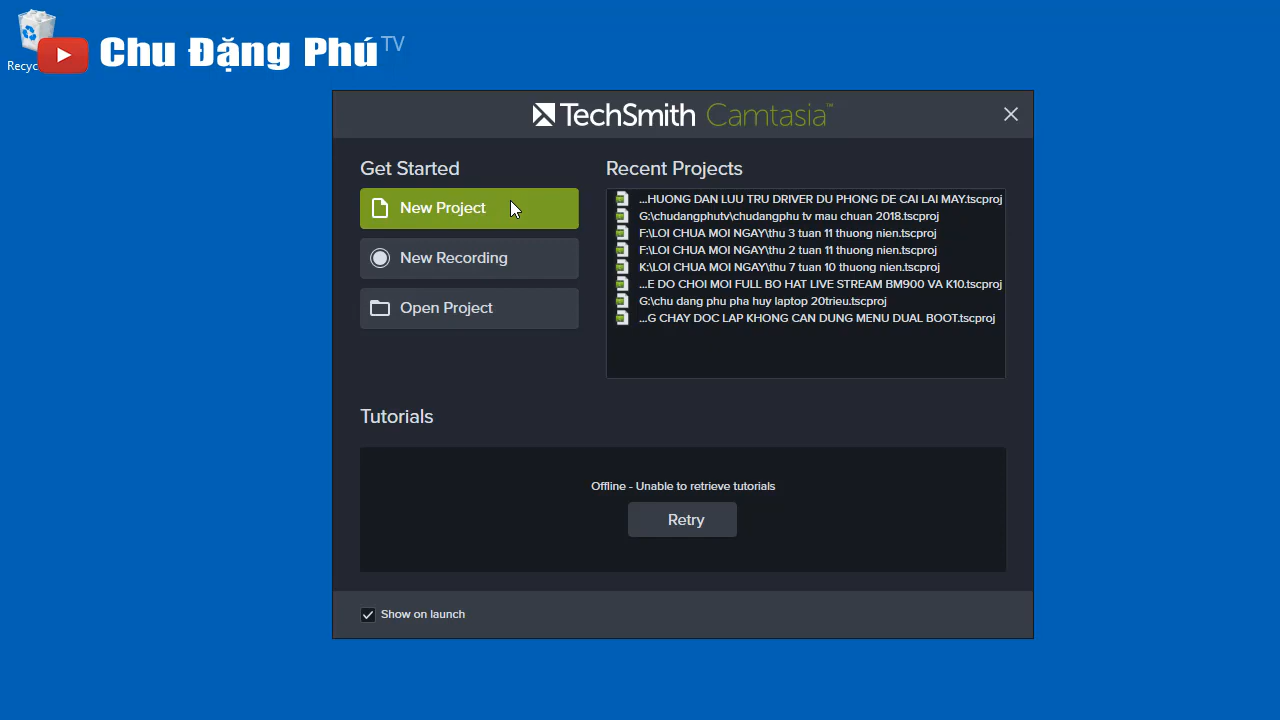 Recyc
Chu Đặng Phú TV
TechSmith Camtasia™
Get Started
New Project
New Recording
Open Project
Recent Projects
...HUONG DAN LUU TRU DRIVER DU PHONG DE CAI LAI MAY.tscproj
G:\chudangphutv\chudangphu tv mau chuan 2018.tscproj
F:\LOI CHUA MOI NGAY\thu 3 tuan 11 thuong nien.tscproj
F:\LOI CHUA MOI NGAY\thu 2 tuan 11 thuong nien.tscproj
K:\LOI CHUA MOI NGAY\thu 7 tuan 10 thuong nien.tscproj
...E DO CHOI MOI FULL BO HAT LIVE STREAM BM900 VA K10.tscproj
G:\chu dang phu pha huy laptop 20trieu.tscproj
...G CHAY DOC LAP KHONG CAN DUNG MENU DUAL BOOT.tscproj
Tutorials
Offline - Unable to retrieve tutorials
Retry
Show on launch